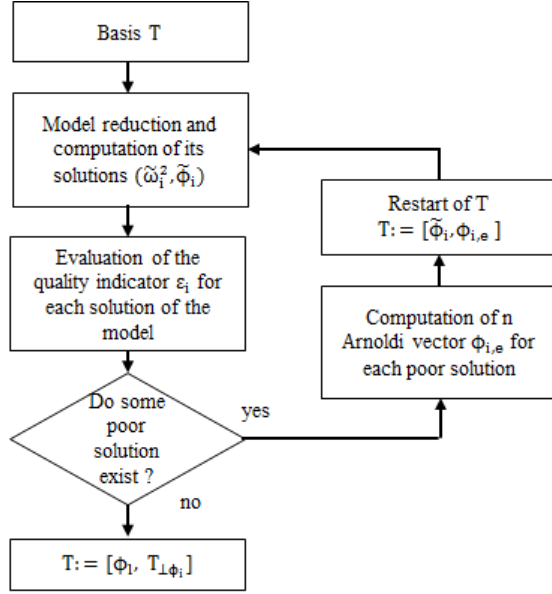 Basis T
Model reduction and
computation of its
solutions (ω̃ᵢ², ϕ̃ᵢ)
Evaluation of the
quality indicator εᵢ for
each solution of the
model
Do some
poor
solution
exist ?
yes
no
T: = [ϕ₁, T⊥ϕᵢ]
Computation of n
Arnoldi vector ϕᵢ,ₑ for
each poor solution
Restart of T
T: = [ϕ̃ᵢ, ϕᵢ,ₑ ]